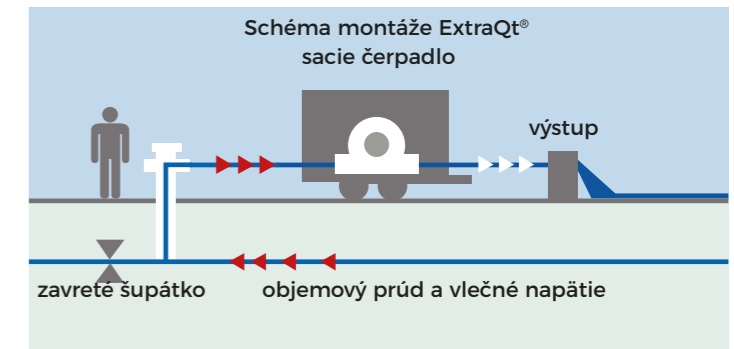 Schéma montáže ExtraQt®
sacie čerpadlo
výstup
zavreté šupátko
objemový prúd a vlečné napätie